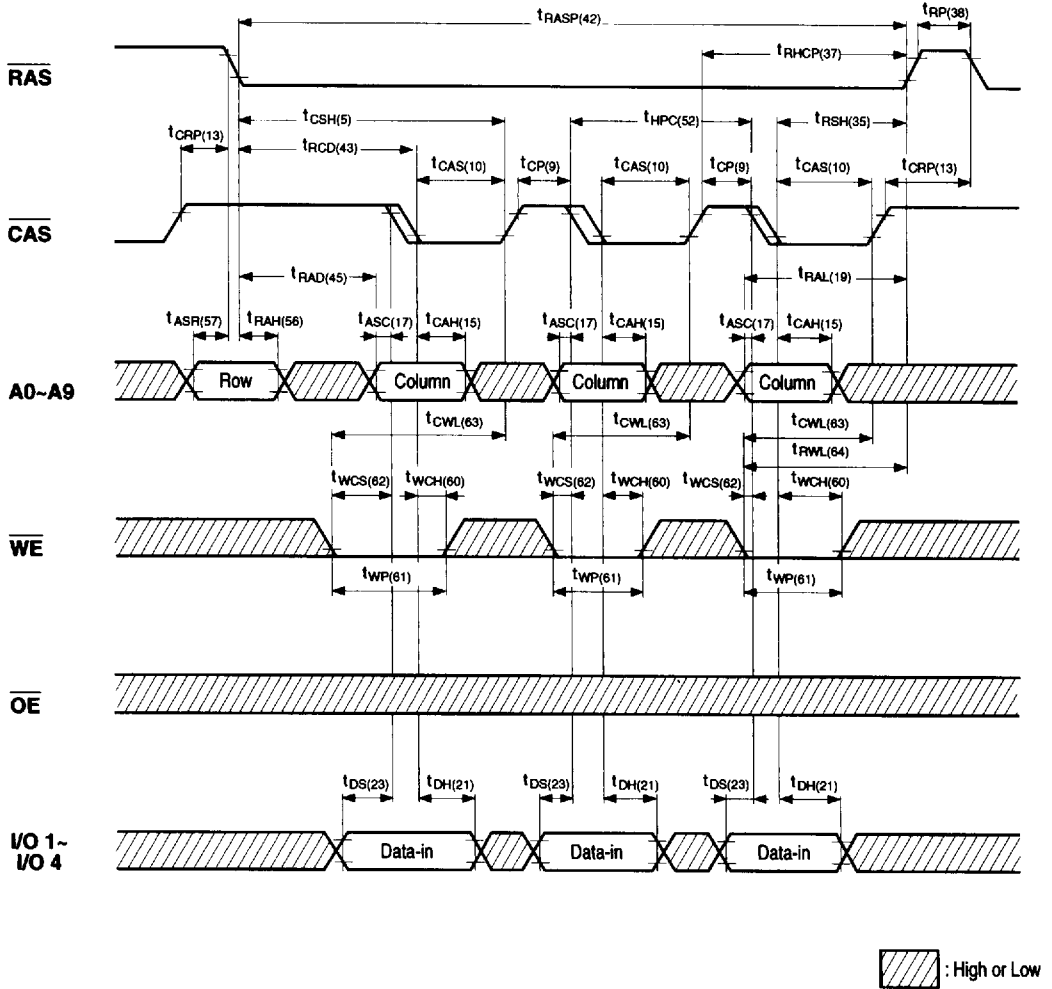 tRASP(42)
tRP(38)
tRHCP(37)
RAS
tCSH(5)
tHPC(52)
tRSH(35)
tCRP(13)
tRCD(43)
tCAS(10)
tCP(9)
tCAS(10)
tCP(9)
tCAS(10)
tCRP(13)
CAS
tRAD(45)
tRAL(19)
tASR(57)
tRAH(56)
tASC(17)
tCAH(15)
tASC(17)
tCAH(15)
tASC(17)
tCAH(15)
A0~A9
Row
Column
Column
Column
tCWL(63)
tCWL(63)
tCWL(63)
tRWL(64)
tWCS(62)
tWCH(60)
tWCS(62)
tWCH(60)
tWCS(62)
tWCH(60)
WE
tWP(61)
tWP(61)
tWP(61)
OE
tDS(23)
tDH(21)
tDS(23)
tDH(21)
tDS(23)
tDH(21)
I/O 1~
I/O 4
Data-in
Data-in
Data-in
: High or Low